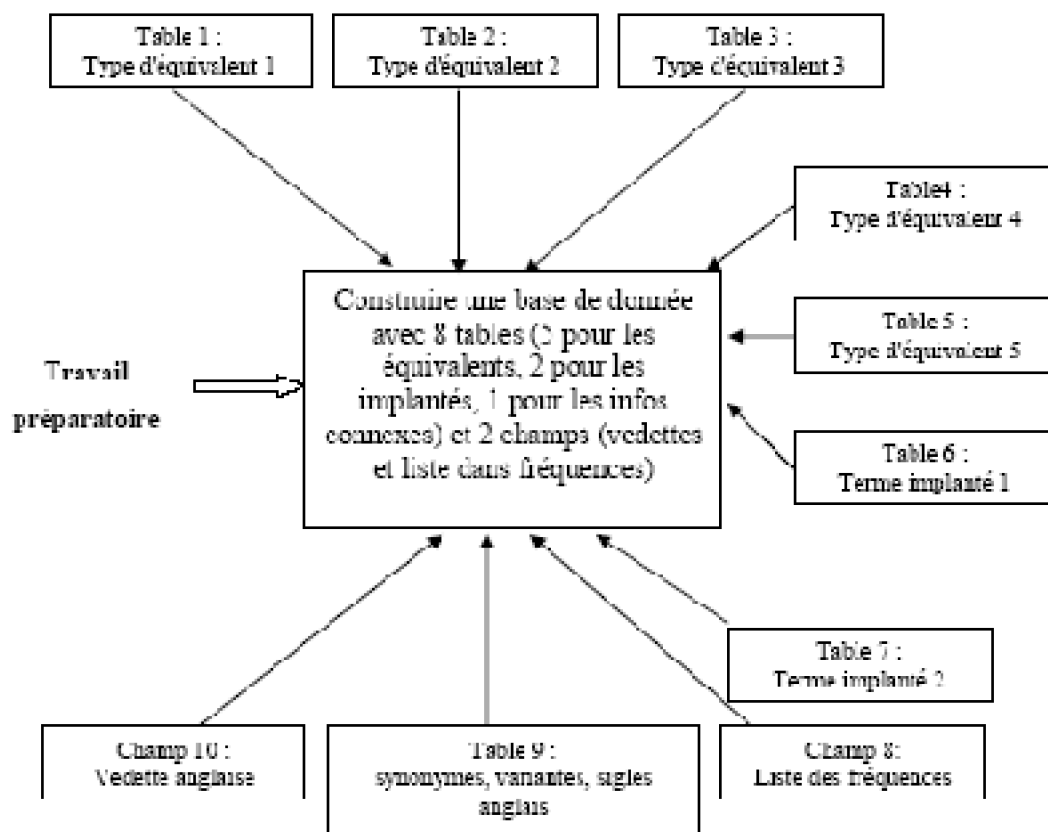 Table 1 :
Type d'équivalent 1
Table 2 :
Type d'équivalent 2
Table 3 :
Type d'équivalent 3
Table4 :
Type d'équivalent 4
Construire une base de donnée
avec 8 tables (5 pour les
équivalents, 2 pour les
implantés, 1 pour les infos
connexes) et 2 champs (vedettes
et liste dans fréquences)
Travail
préparatoire
Table 5 :
Type d'équivalent 5
Table 6 :
Terme implanté 1
Table 7 :
Terme implanté 2
Champ 10 :
Vedette anglaise
Table 9 :
synonymes, variantes, sigles
anglais
Champ 8:
Liste des fréquences